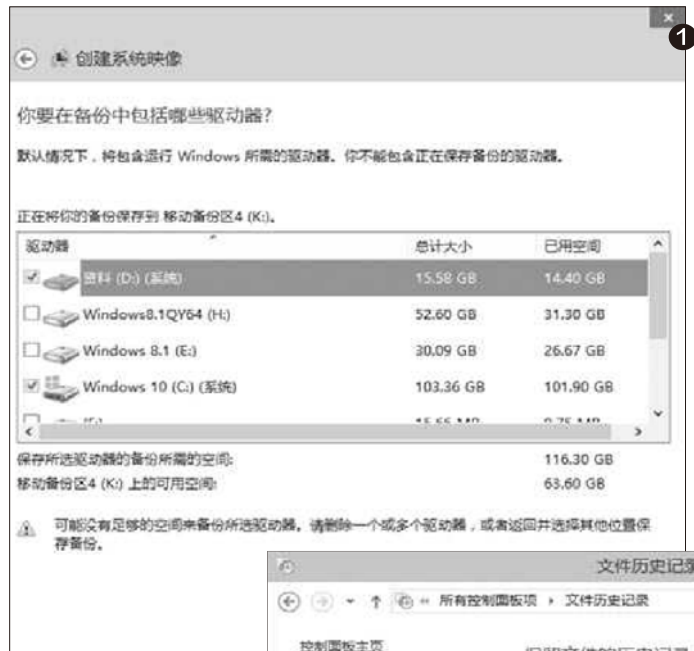 1
创建系统映像
你要在备份中包括哪些驱动器?
默认情况下，将包含运行 Windows 所需的驱动器。你不能包含正在保存备份的驱动器。
正在将你的备份保存到 移动备份区4 (K:)。
驱动器 总计大小 已用空间
资料 (D:) (系统) 15.58 GB 14.40 GB
Windows8.1QY64 (H:) 52.60 GB 31.30 GB
Windows 8.1 (E:) 30.09 GB 26.67 GB
Windows 10 (C:) (系统) 103.36 GB 101.90 GB
保存所选驱动器的备份所需的空间: 116.30 GB
移动备份区4 (K:) 上的可用空间: 63.60 GB
可能没有足够的空间来备份所选驱动器。请删除一个或多个驱动器，或者返回并选择其他位置保
存备份。
文件历史记录
所有控制面板项 文件历史记录
控制面板主页